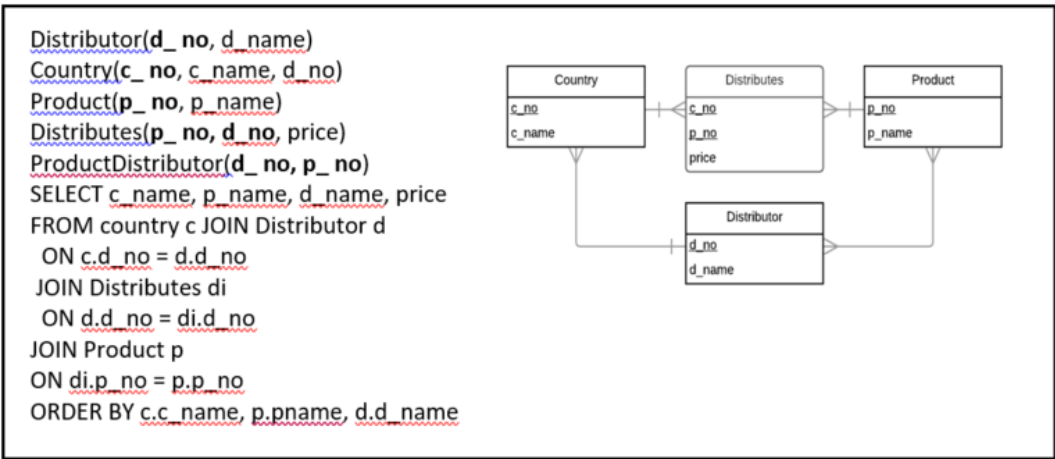 Distributor(d_ no, d_name)
Country(c_ no, c_name, d_no)
Product(p_ no, p_name)
Distributes(p_ no, d_no, price)
ProductDistributor(d_ no, p_ no)
SELECT c_name, p_name, d_name, price
FROM country c JOIN Distributor d
ON c.d_no = d.d_no
JOIN Distributes di
ON d.d_no = di.d_no
JOIN Product p
ON di.p_no = p.p_no
ORDER BY c.c_name, p.pname, d.d_name
Country
c_no
c_name
Distributes
c_no
p_no
price
Product
p_no
p_name
Distributor
d_no
d_name